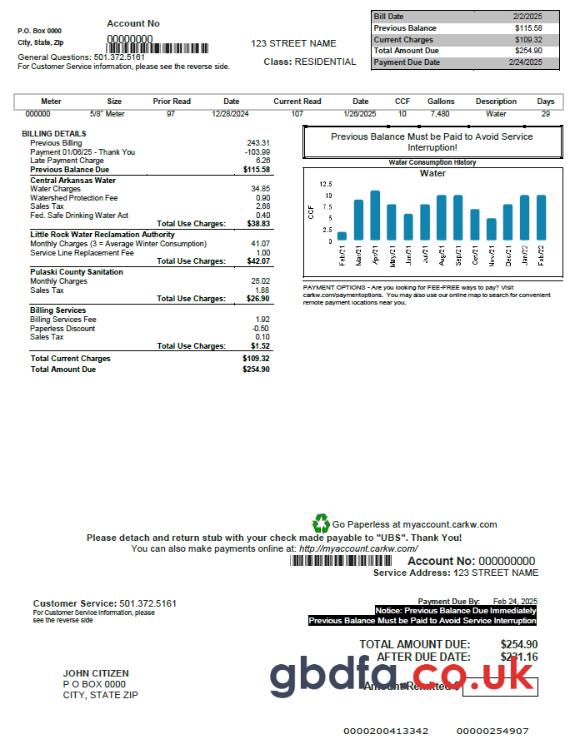 Account No
P.O. Box 0000
City, State, Zip
00000000
General Questions: 501.372.5161
For Customer Service information, please see the reverse side.
123 STREET NAME
Class: RESIDENTIAL
Bill Date 2/2/2025
Previous Balance $115.58
Current Charges $109.32
Total Amount Due $254.90
Payment Due Date 2/24/2025
Meter Size Prior Read Date Current Read Date CCF Gallons Description Days
000000 5/8" Meter 97 12/28/2024 107 1/26/2025 10 7,480 Water 29
BILLING DETAILS
Previous Billing 243.31
Payment 01/06/25 - Thank You -103.99
Late Payment Charge 6.26
Previous Balance Due $115.58
Central Arkansas Water
Water Charges 34.85
Watershed Protection Fee 0.90
Sales Tax 2.68
Fed. Safe Drinking Water Act 0.40
Total Use Charges: $38.83
Little Rock Water Reclamation Authority
Monthly Charges (3 = Average Winter Consumption) 41.07
Service Line Replacement Fee 1.00
Total Use Charges: $42.07
Pulaski County Sanitation
Monthly Charges 25.02
Sales Tax 1.88
Total Use Charges: $26.90
Billing Services
Billing Services Fee 1.92
Paperless Discount -0.50
Sales Tax 0.10
Total Use Charges: $1.52
Total Current Charges $109.32
Total Amount Due $254.90
Previous Balance Must be Paid to Avoid Service
Interruption!
Water Consumption History
Water
CCF
12.5
10
7.5
5
2.5
0
Feb/21 Mar/21 Apr/21 May/21 Jun/21 Jul/21 Aug/21 Sep/21 Oct/21 Nov/21 Dec/21 Jan/22 Feb/22
PAYMENT OPTIONS - Are you looking for FEE-FREE ways to pay? Visit
carkw.com/paymentoptions. You may also use our online map to search for convenient
remote payment locations near you.
Go Paperless at myaccount.carkw.com
Please detach and return stub with your check made payable to "UBS". Thank You!
You can also make payments online at: http://myaccount.carkw.com/
Account No: 000000000
Service Address: 123 STREET NAME
Customer Service: 501.372.5161
For Customer Service Information, please
see the reverse side
Payment Due By: Feb 24, 2025
Notice: Previous Balance Due Immediately
Previous Balance Must be Paid to Avoid Service Interruption
TOTAL AMOUNT DUE: $254.90
AFTER DUE DATE:
gbdfa.co.uk
Amount Remitted $
JOHN CITIZEN
P O BOX 0000
CITY, STATE ZIP
0000200413342 00000254907